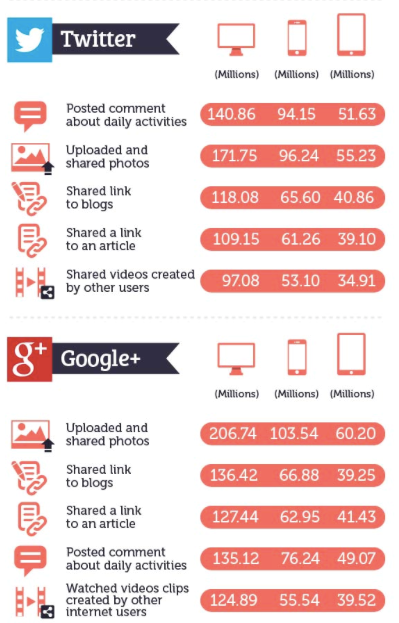 Twitter
(Millions) (Millions) (Millions)
Posted comment
about daily activities
140.86 94.15 51.63
Uploaded and
shared photos
171.75 96.24 55.23
Shared link
to blogs
118.08 65.60 40.86
Shared a link
to an article
109.15 61.26 39.10
Shared videos created
by other users
97.08 53.10 34.91
g+ Google+
(Millions) (Millions) (Millions)
Uploaded and
shared photos
206.74 103.54 60.20
Shared link
to blogs
136.42 66.88 39.25
Shared a link
to an article
127.44 62.95 41.43
Posted comment
about daily activities
135.12 76.24 49.07
Watched videos clips
created by other
internet users
124.89 55.54 39.52